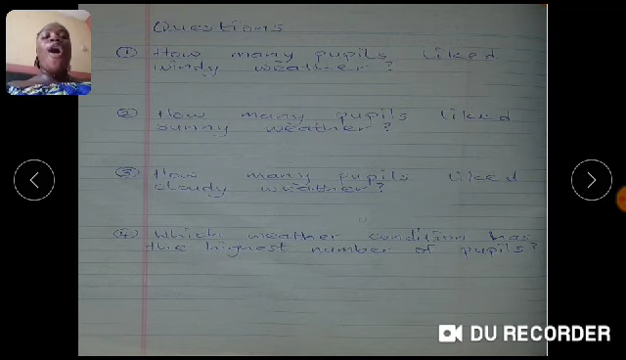 Questions
① How many pupils liked
windy weather?
② How many pupils liked
sunny weather?
③ How many pupils liked
cloudy weather?
④ Which weather condition has
the highest number of pupils?
DU RECORDER